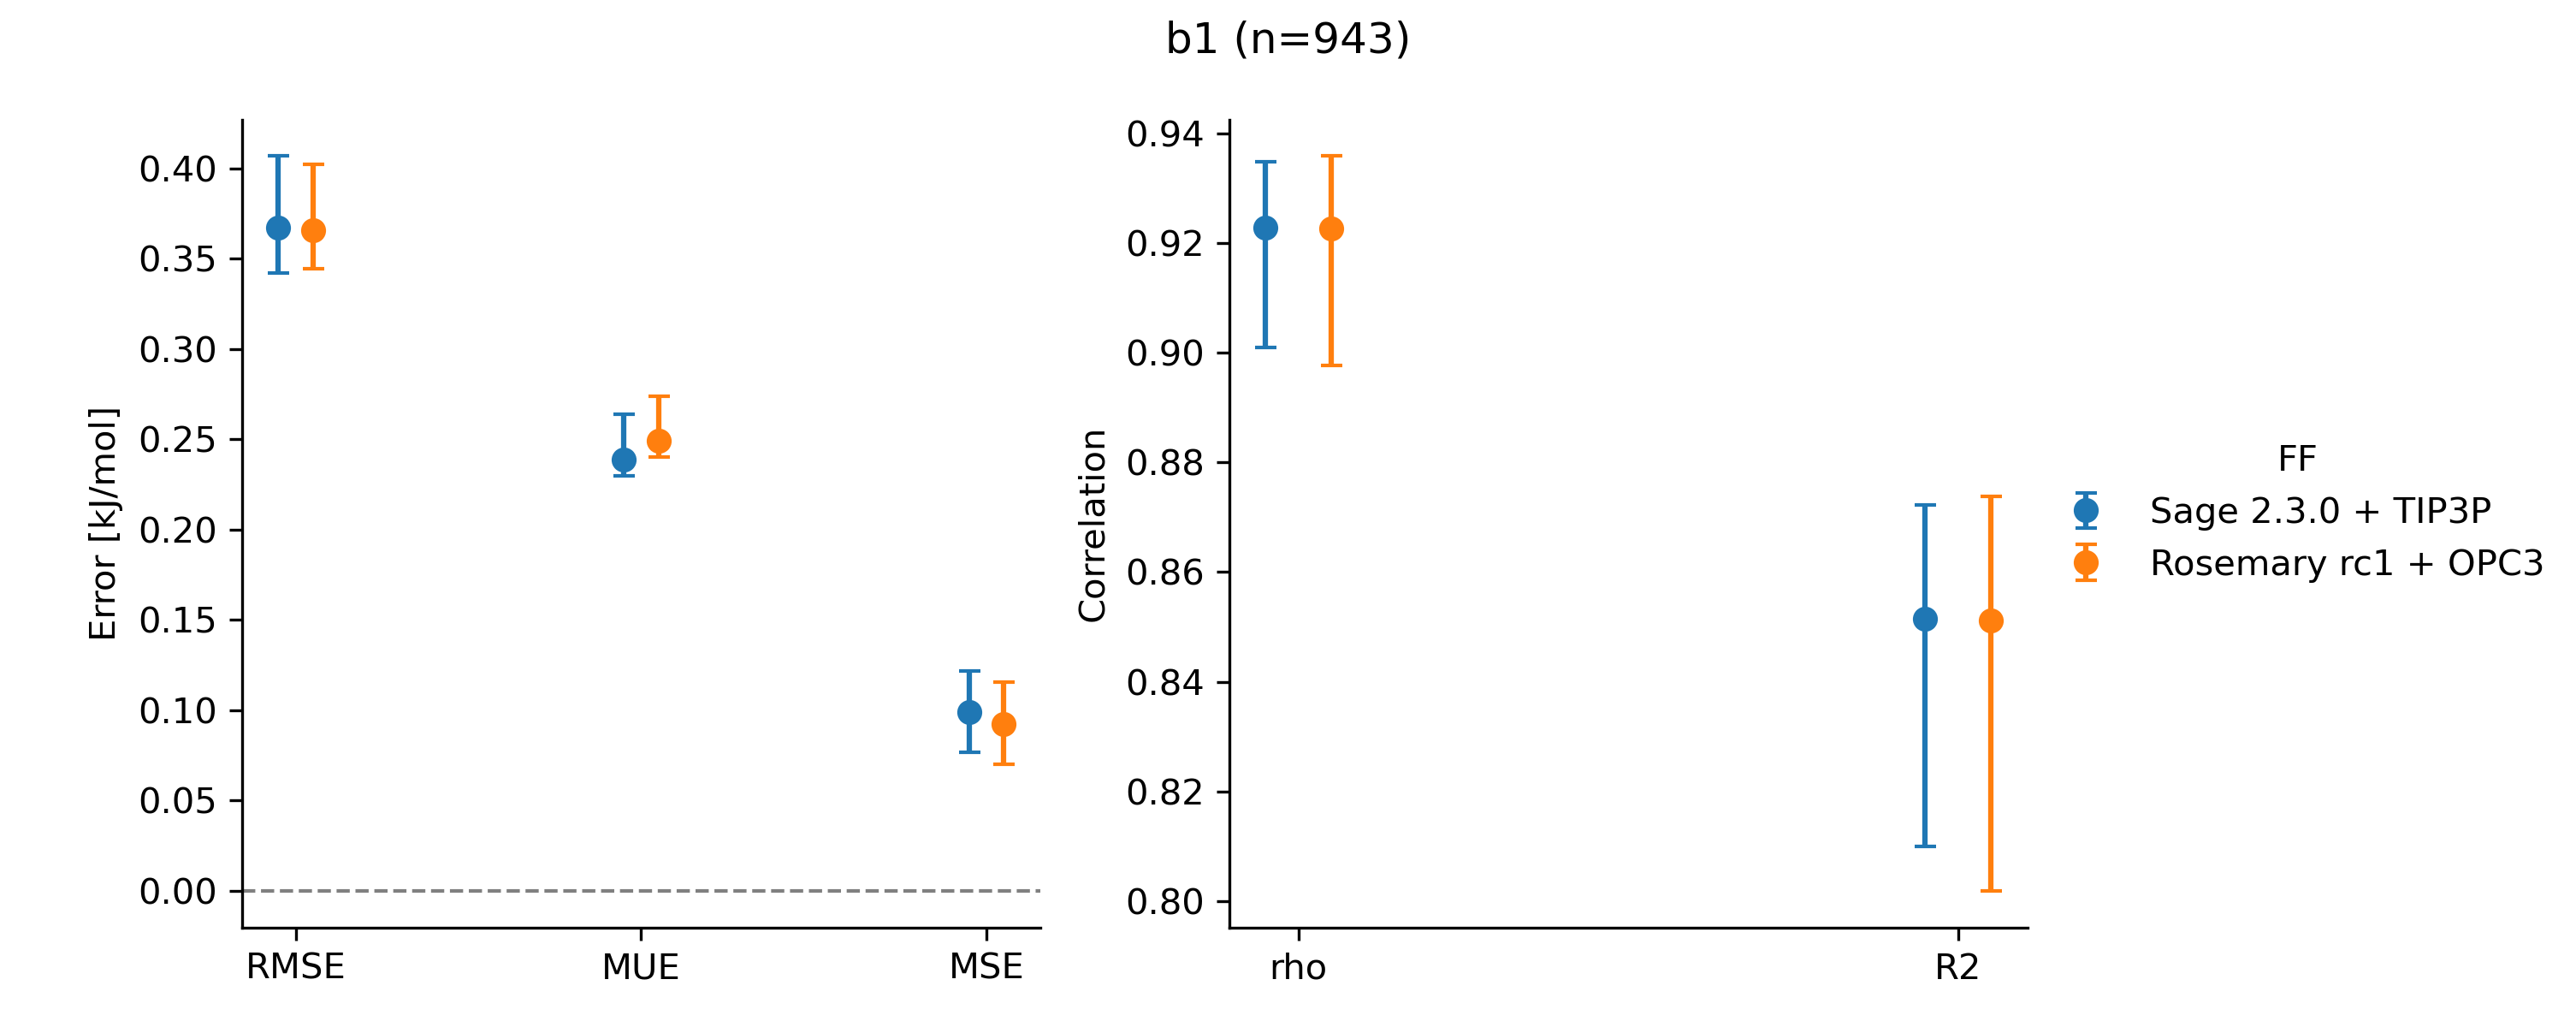 b1 (n=943)
Error [kJ/mol]
0.40
0.35
0.30
0.25
0.20
0.15
0.10
0.05
0.00
RMSE
MUE
MSE
Correlation
0.94
0.92
0.90
0.88
0.86
0.84
0.82
0.80
rho
R2
FF
Sage 2.3.0 + TIP3P
Rosemary rc1 + OPC3